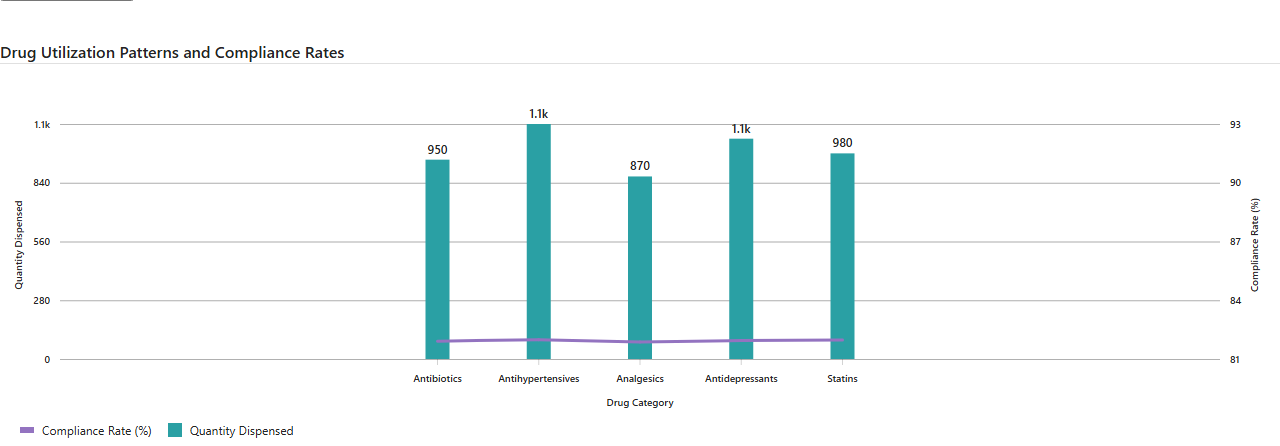 Drug Utilization Patterns and Compliance Rates
1.1k
840
560
280
0
Quantity Dispensed
950
1.1k
870
1.1k
980
93
90
87
84
81
Compliance Rate (%)
Antibiotics
Antihypertensives
Analgesics
Antidepressants
Statins
Drug Category
Compliance Rate (%)
Quantity Dispensed